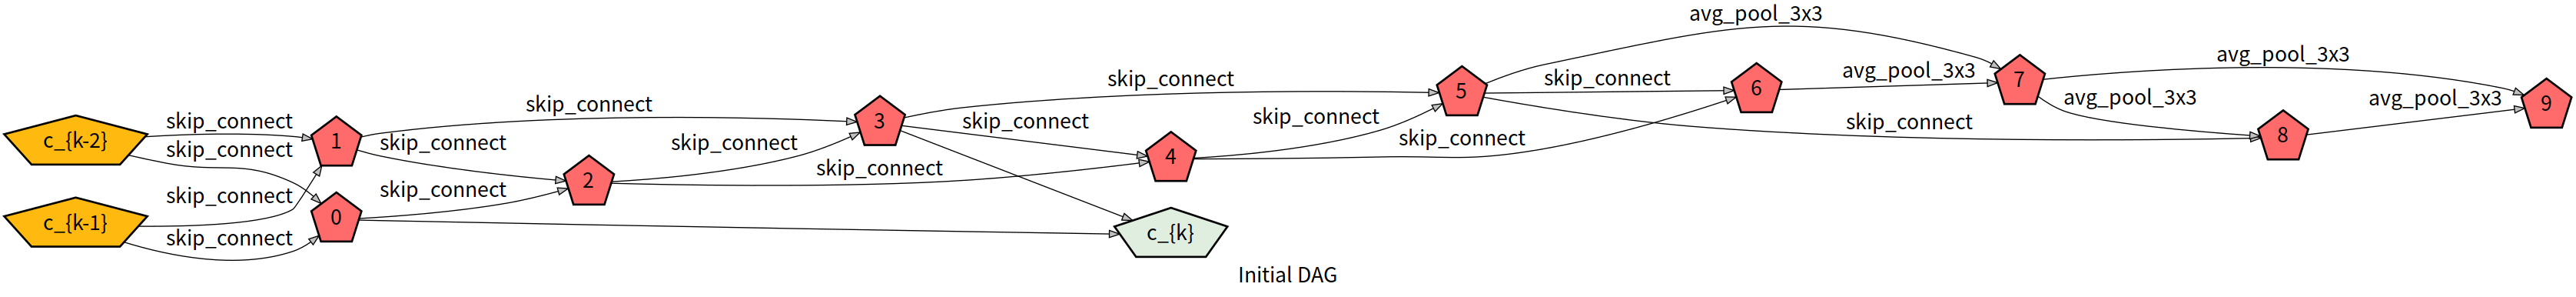 avg_pool_3x3
avg_pool_3x3
skip_connect
skip_connect
avg_pool_3x3
7
5
6
avg_pool_3x3
avg_pool_3x3
9
skip_connect
skip_connect
3
skip_connect
skip_connect
skip_connect
8
c_{k-2}
1
skip_connect
skip_connect
skip_connect
4
skip_connect
skip_connect
2
skip_connect
skip_connect
c_{k-1}
0
c_{k}
skip_connect
Initial DAG